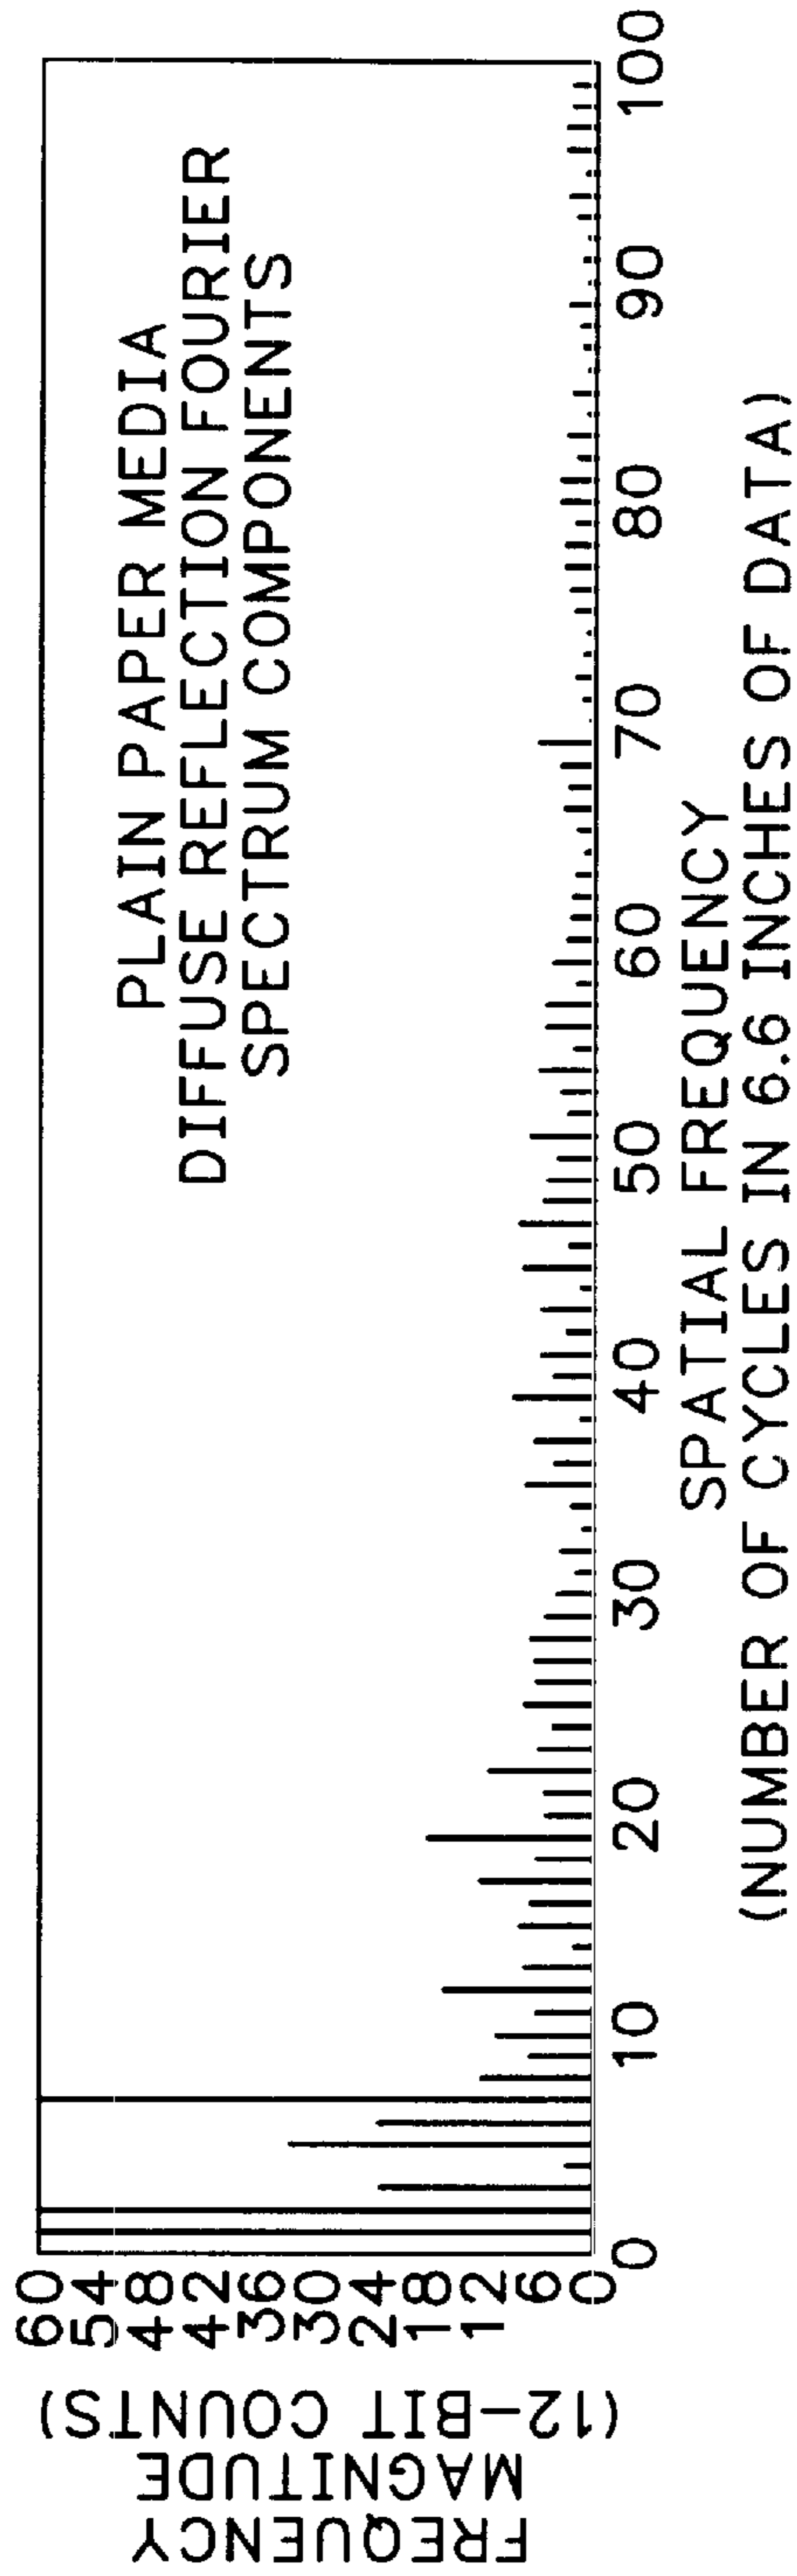 PLAIN PAPER MEDIA
DIFFUSE REFLECTION FOURIER
SPECTRUM COMPONENTS
FREQUENCY
MAGNITUDE
(12-BIT COUNTS)
60
54
48
42
36
30
24
18
12
6
0
0 10 20 30 40 50 60 70 80 90 100
SPATIAL FREQUENCY
(NUMBER OF CYCLES IN 6.6 INCHES OF DATA)